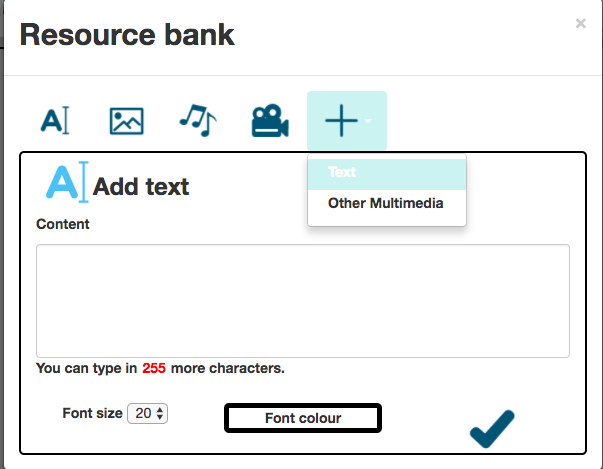 Resource bank
×
A
Text
Other Multimedia
A Add text
Content
You can type in 255 more characters.
Font size 20 Font colour